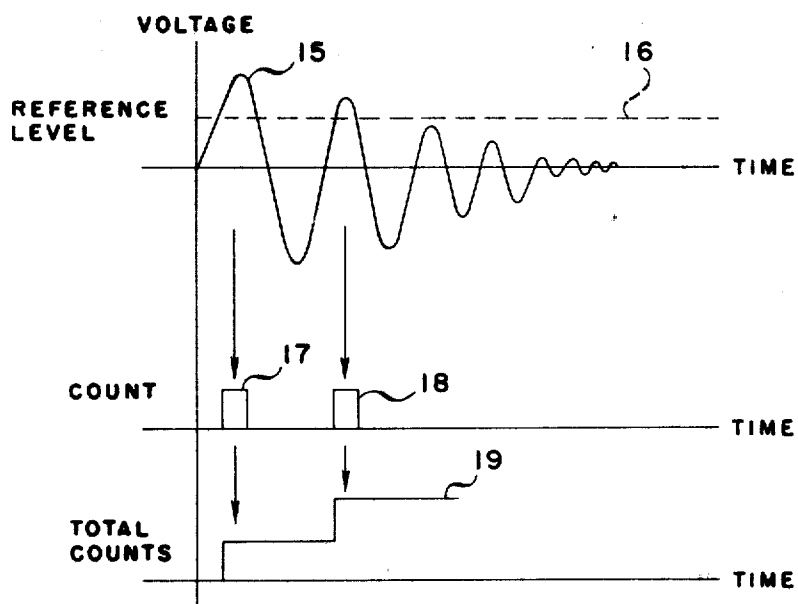 VOLTAGE
15
16
REFERENCE
LEVEL
TIME
17
18
COUNT
TIME
19
TOTAL
COUNTS
TIME